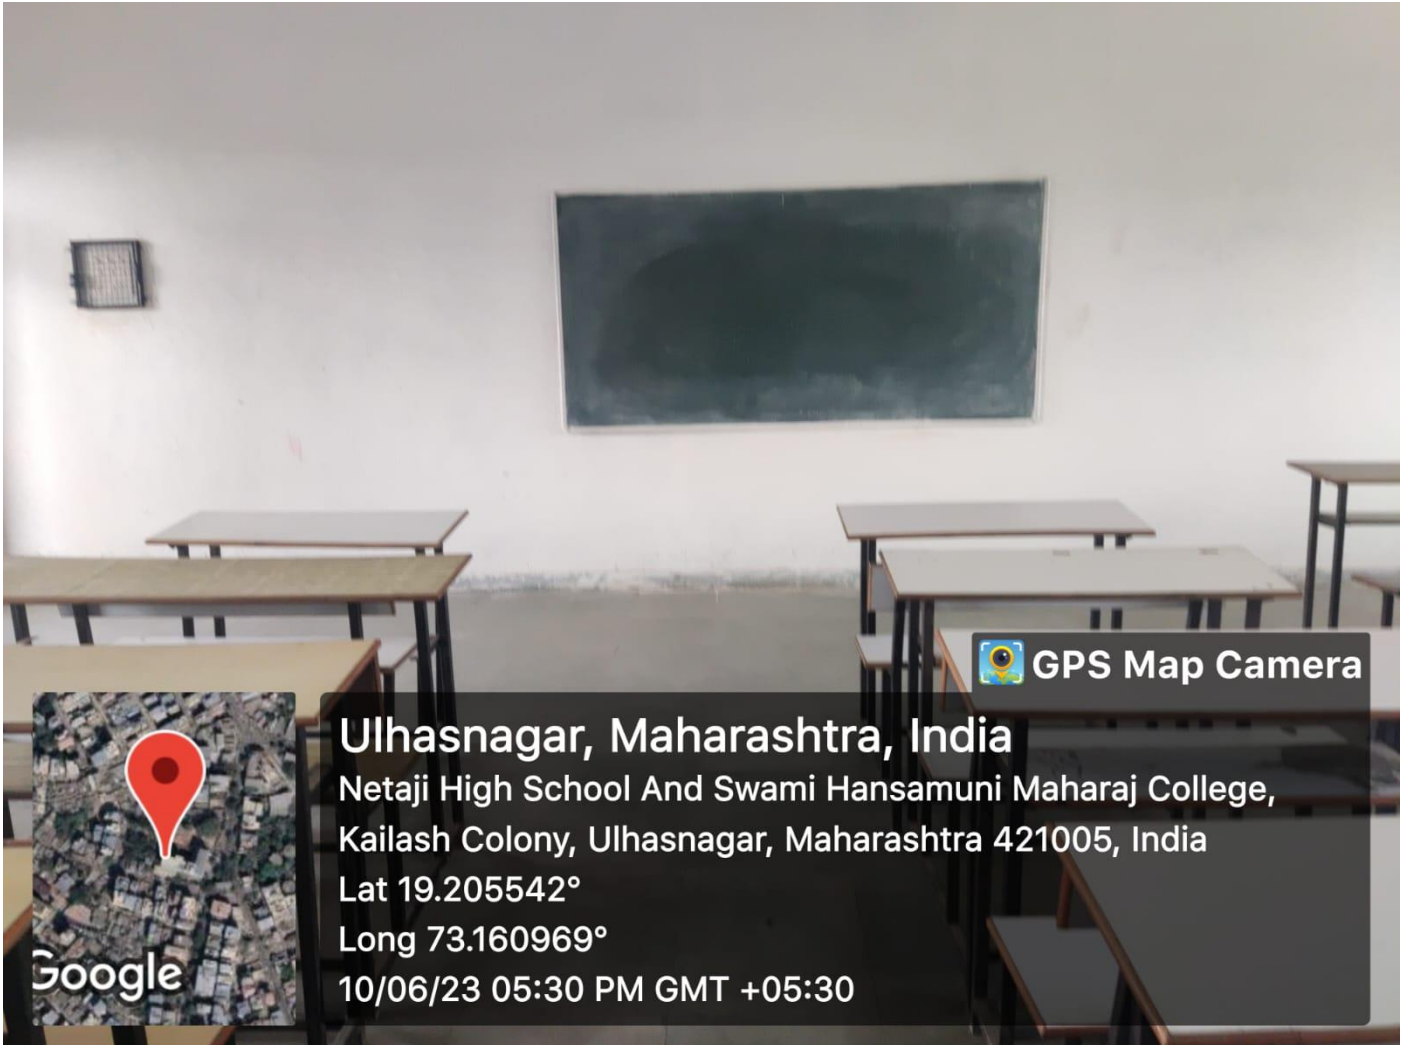 GPS Map Camera
Ulhasnagar, Maharashtra, India
Netaji High School And Swami Hansamuni Maharaj College,
Kailash Colony, Ulhasnagar, Maharashtra 421005, India
Lat 19.205542°
Long 73.160969°
10/06/23 05:30 PM GMT +05:30
Google